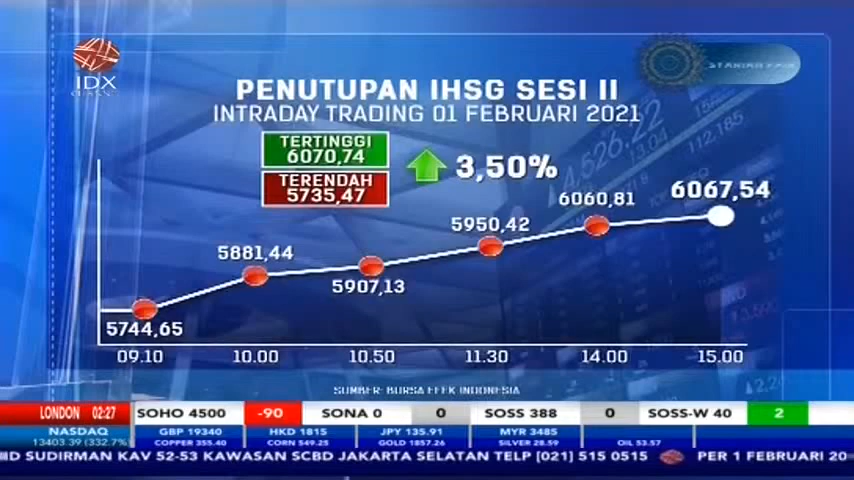 IDX
CHANNEL
PENUTUPAN IHSG SESI II
INTRADAY TRADING 01 FEBRUARI 2021
TERTINGGI
6070,74
TERENDAH
5735,47
3,50%
6067,54
6060,81
5950,42
5881,44
5907,13
5744,65
09.10 10.00 10.50 11.30 14.00 15.00
SUMBER: BURSA EFEK INDONESIA
LONDON 02:27 SOHO 4500 -90 SONA 0 0 SOSS 388 0 SOSS-W 40 2
NASDAQ GBP 19340 HKD 1815 JPY 135.91 MYR 3485
13403.39 (332.7% COPPER 355.40 CORN 549.25 GOLD 1857.26 SILVER 28.59 OIL 53.57
ID SUDIRMAN KAV 52-53 KAWASAN SCBD JAKARTA SELATAN TELP (021) 515 0515 PER 1 FEBRUARI 20